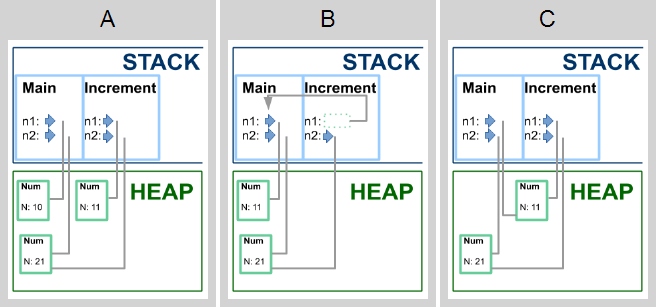 A
STACK
Main Increment
n1: n1:
n2: n2:
HEAP
Num
N: 10
Num
N: 11
Num
N: 21
B
STACK
Main Increment
n1: n1:
n2: n2:
HEAP
Num
N: 11
Num
N: 21
C
STACK
Main Increment
n1: n1:
n2: n2:
HEAP
Num
N: 11
Num
N: 21